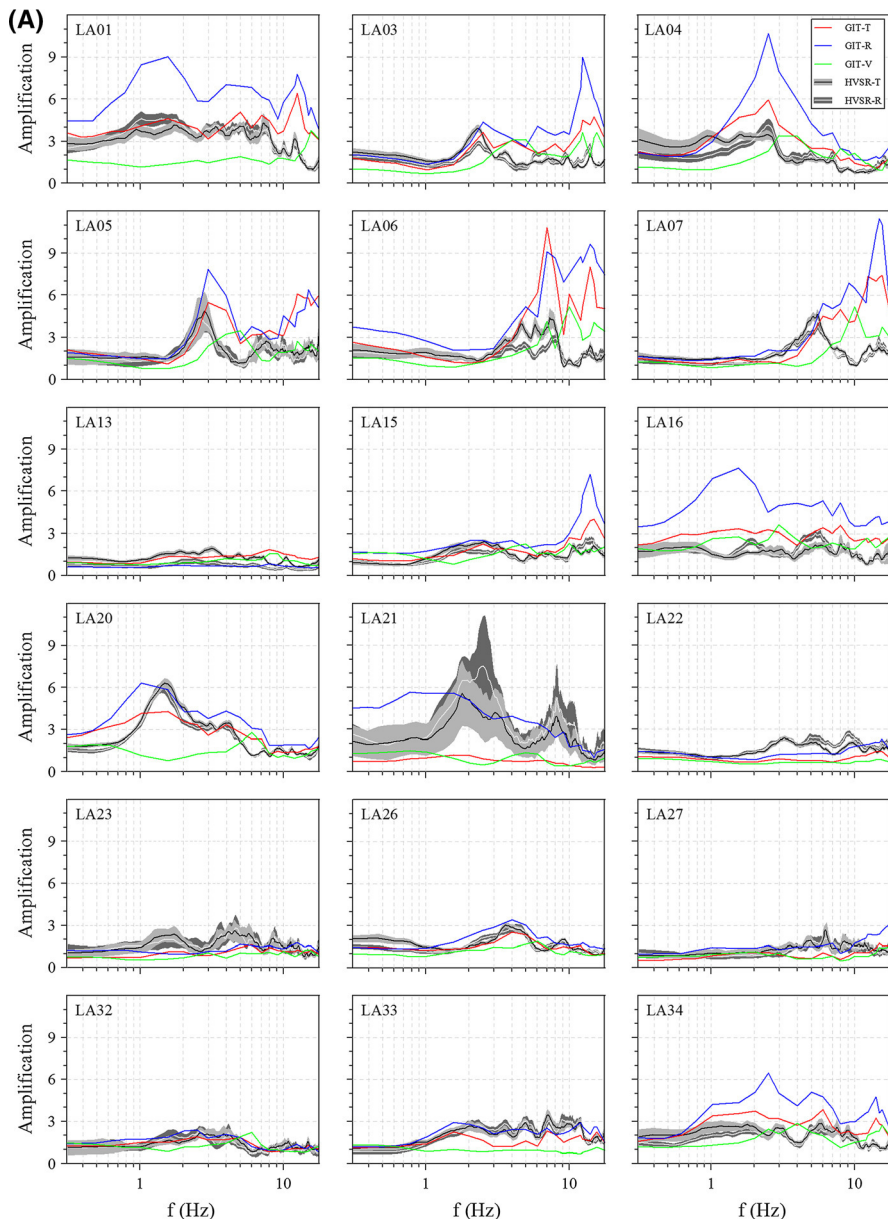 (A)
LA01
LA03
LA04
GIT-T
GIT-R
GIT-V
HVSR-T
HVSR-R
Amplification
9
6
3
0
LA05
LA06
LA07
Amplification
9
6
3
0
LA13
LA15
LA16
Amplification
9
6
3
0
LA20
LA21
LA22
Amplification
9
6
3
0
LA23
LA26
LA27
Amplification
9
6
3
0
LA32
LA33
LA34
Amplification
9
6
3
0
1 10
1 10
1 10
f (Hz)
f (Hz)
f (Hz)